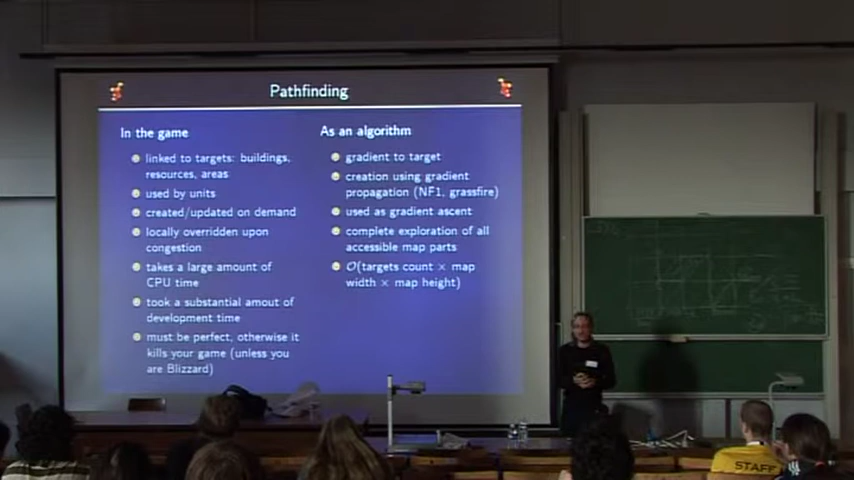 Pathfinding
In the game
linked to targets: buildings,
resources, areas
used by units
created/updated on demand
locally overridden upon
congestion
takes a large amount of
CPU time
took a substantial amout of
development time
must be perfect, otherwise it
kills your game (unless you
are Blizzard)
As an algorithm
gradient to target
creation using gradient
propagation (NF1, grassfire)
used as gradient ascent
complete exploration of all
accessible map parts
O(targets count × map
width × map height)
STAFF